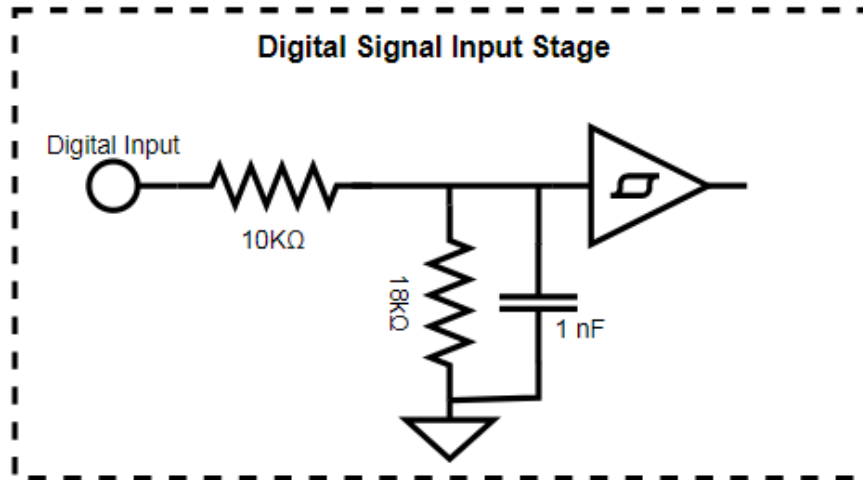 Digital Signal Input Stage
Digital Input
10KΩ
18kΩ
1 nF